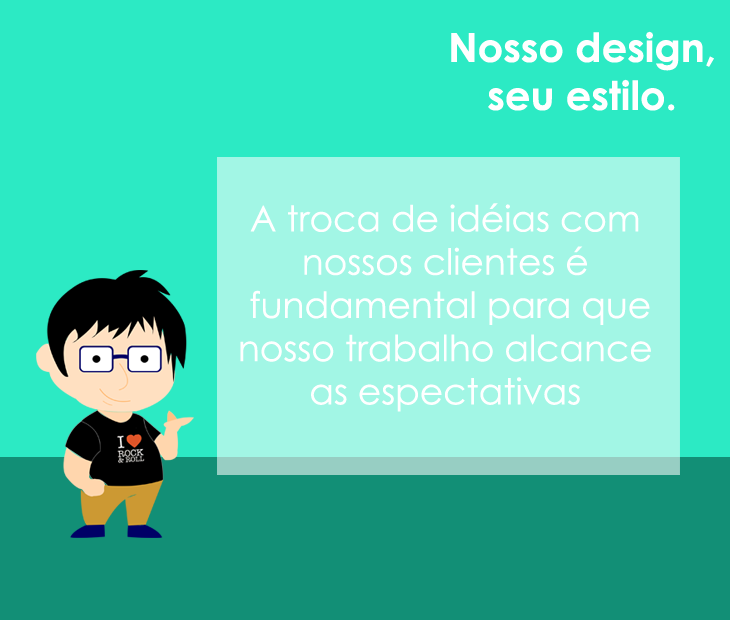 Nosso design,
seu estilo.
A troca de idéias com
nossos clientes é
fundamental para que
nosso trabalho alcance
as espectativas
I
ROCK
& ROLL